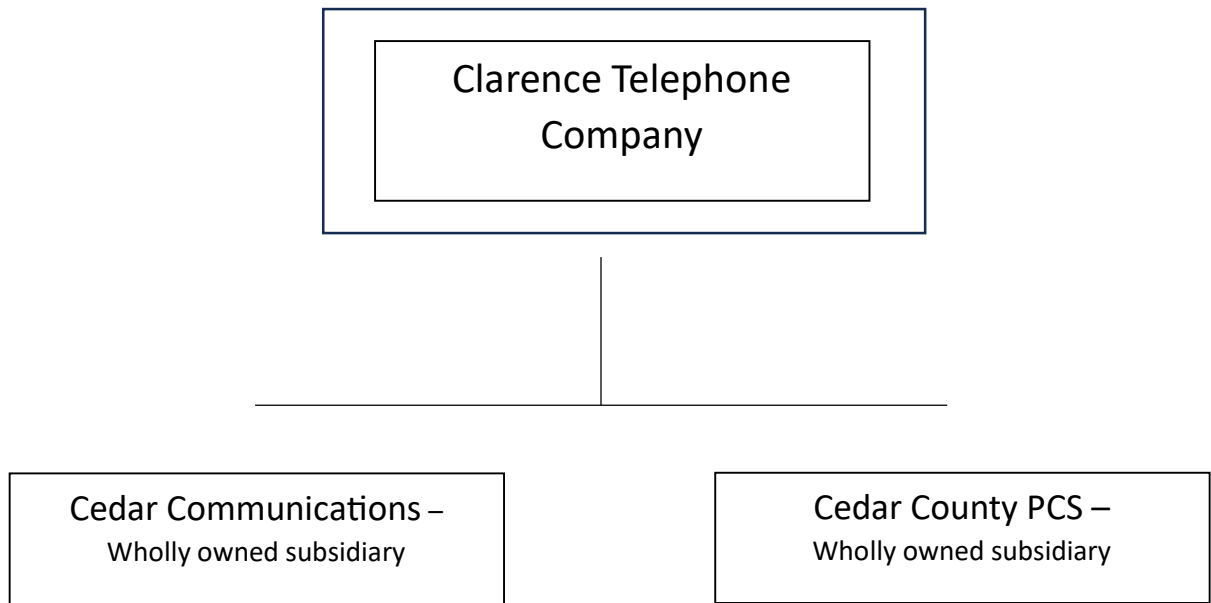 Clarence Telephone
Company
Cedar Communications –
Wholly owned subsidiary
Cedar County PCS –
Wholly owned subsidiary